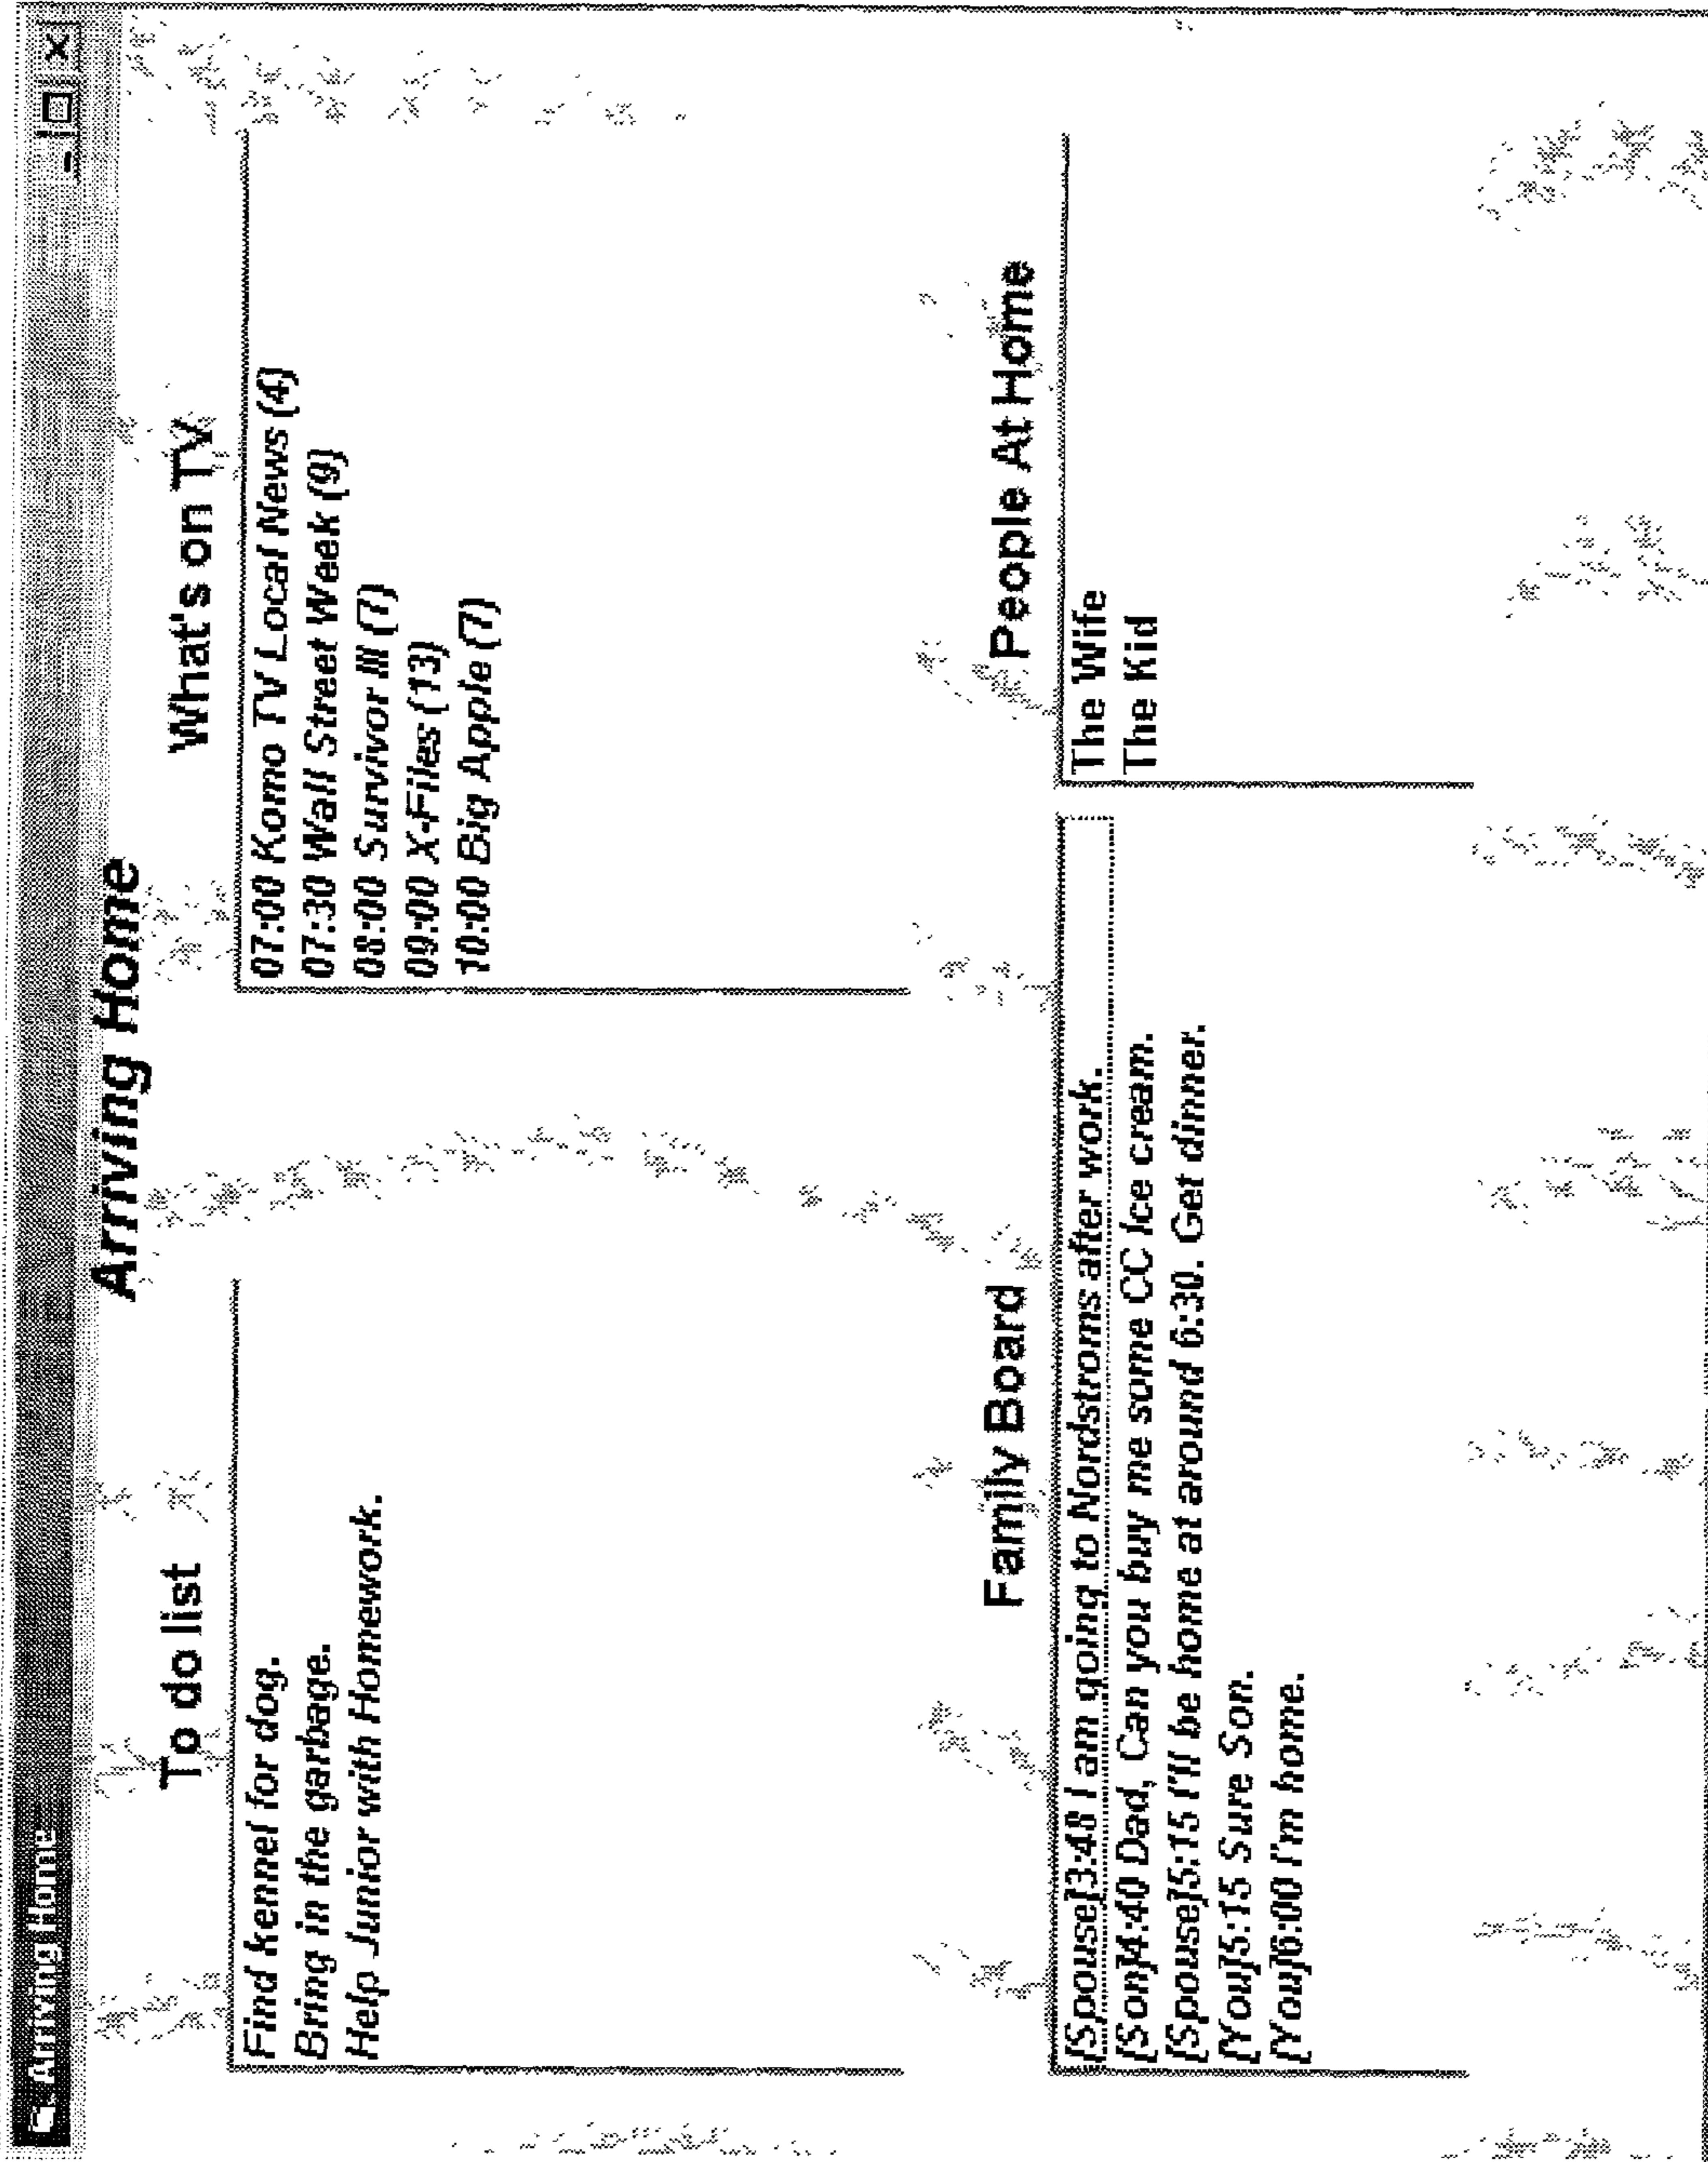 Arriving Home
Arriving Home
To do list
Find kennel for dog.
Bring in the garbage.
Help Junior with Homework.
What's on TV
07:00 Komo TV Local News (4)
07:30 Wall Street Week (9)
08:00 Survivor III (7)
09:00 X-Files (13)
10:00 Big Apple (7)
Family Board
[Spouse]3:48 I am going to Nordstroms after work.
[Son]4:40 Dad, Can you buy me some CC Ice cream.
[Spouse]5:15 I'll be home at around 6:30. Get dinner.
[You]5:15 Sure Son.
[You]6:00 I'm home.
People At Home
The Wife
The Kid